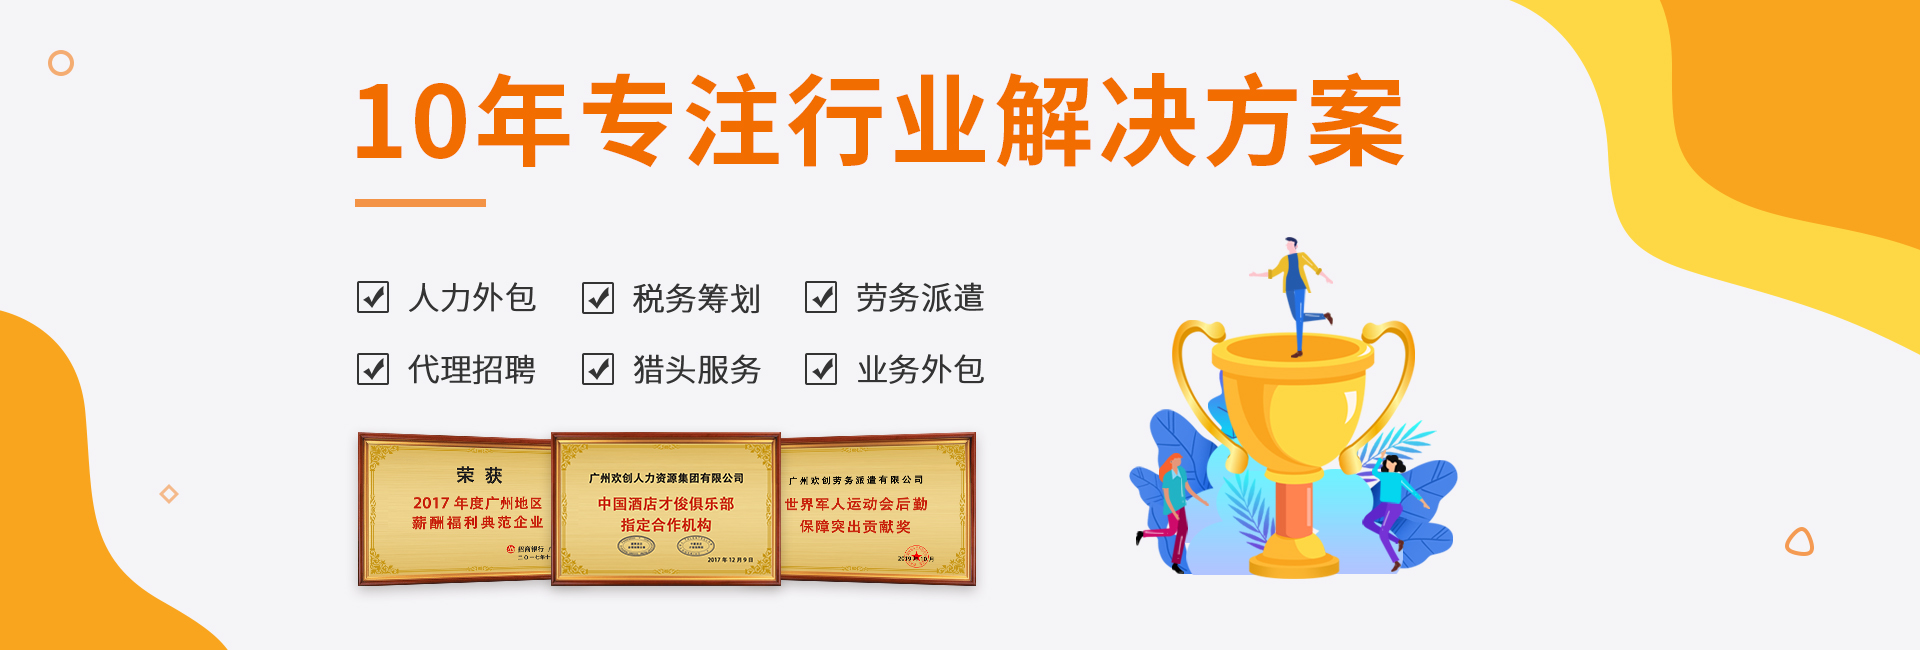 10年专注行业解决方案
人力外包 税务筹划 劳务派遣
代理招聘 猎头服务 业务外包
荣 获
2017 年度广州地区
薪酬福利典范企业
招商银行
广州欢创人力资源集团有限公司
中国酒店才俊俱乐部
指定合作机构
2017 年 12 月 9 日
广州欢创劳务派遣有限公司
世界军人运动会后勤
保障突出贡献奖